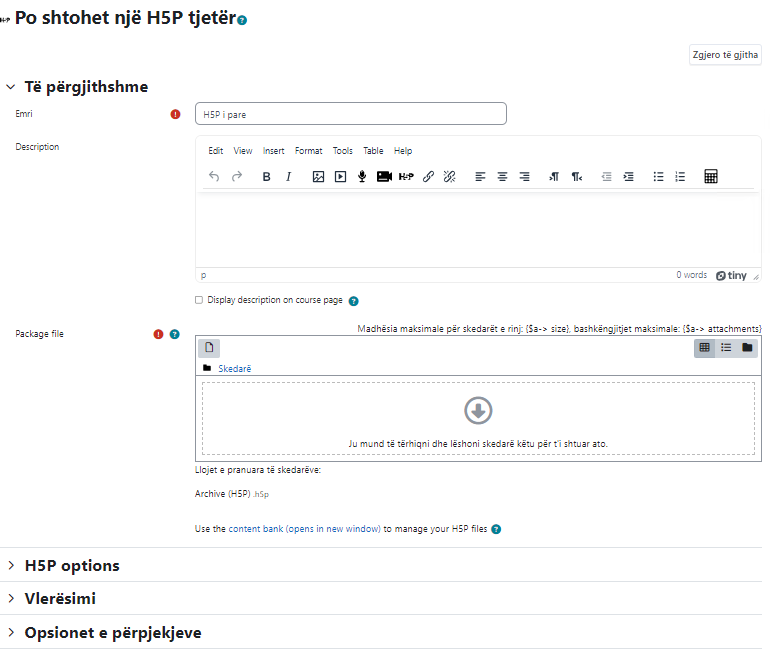 H5P Po shtohet një H5P tjetër
Zgjero të gjitha
Të përgjithshme
Emri
H5P i pare
Description
Edit View Insert Format Tools Table Help
B I H5P
p
0 words tiny
Display description on course page
Package file
Madhësia maksimale për skedarët e rinj: {$a-> size}, bashkëngjitjet maksimale: {$a-> attachments}
Skedarë
Ju mund të tërhiqni dhe lëshoni skedarë këtu për t'i shtuar ato.
Llojet e pranuara të skedarëve:
Archive (H5P) .h5p
Use the content bank (opens in new window) to manage your H5P files
H5P options
Vlerësimi
Opsionet e përpjekjeve